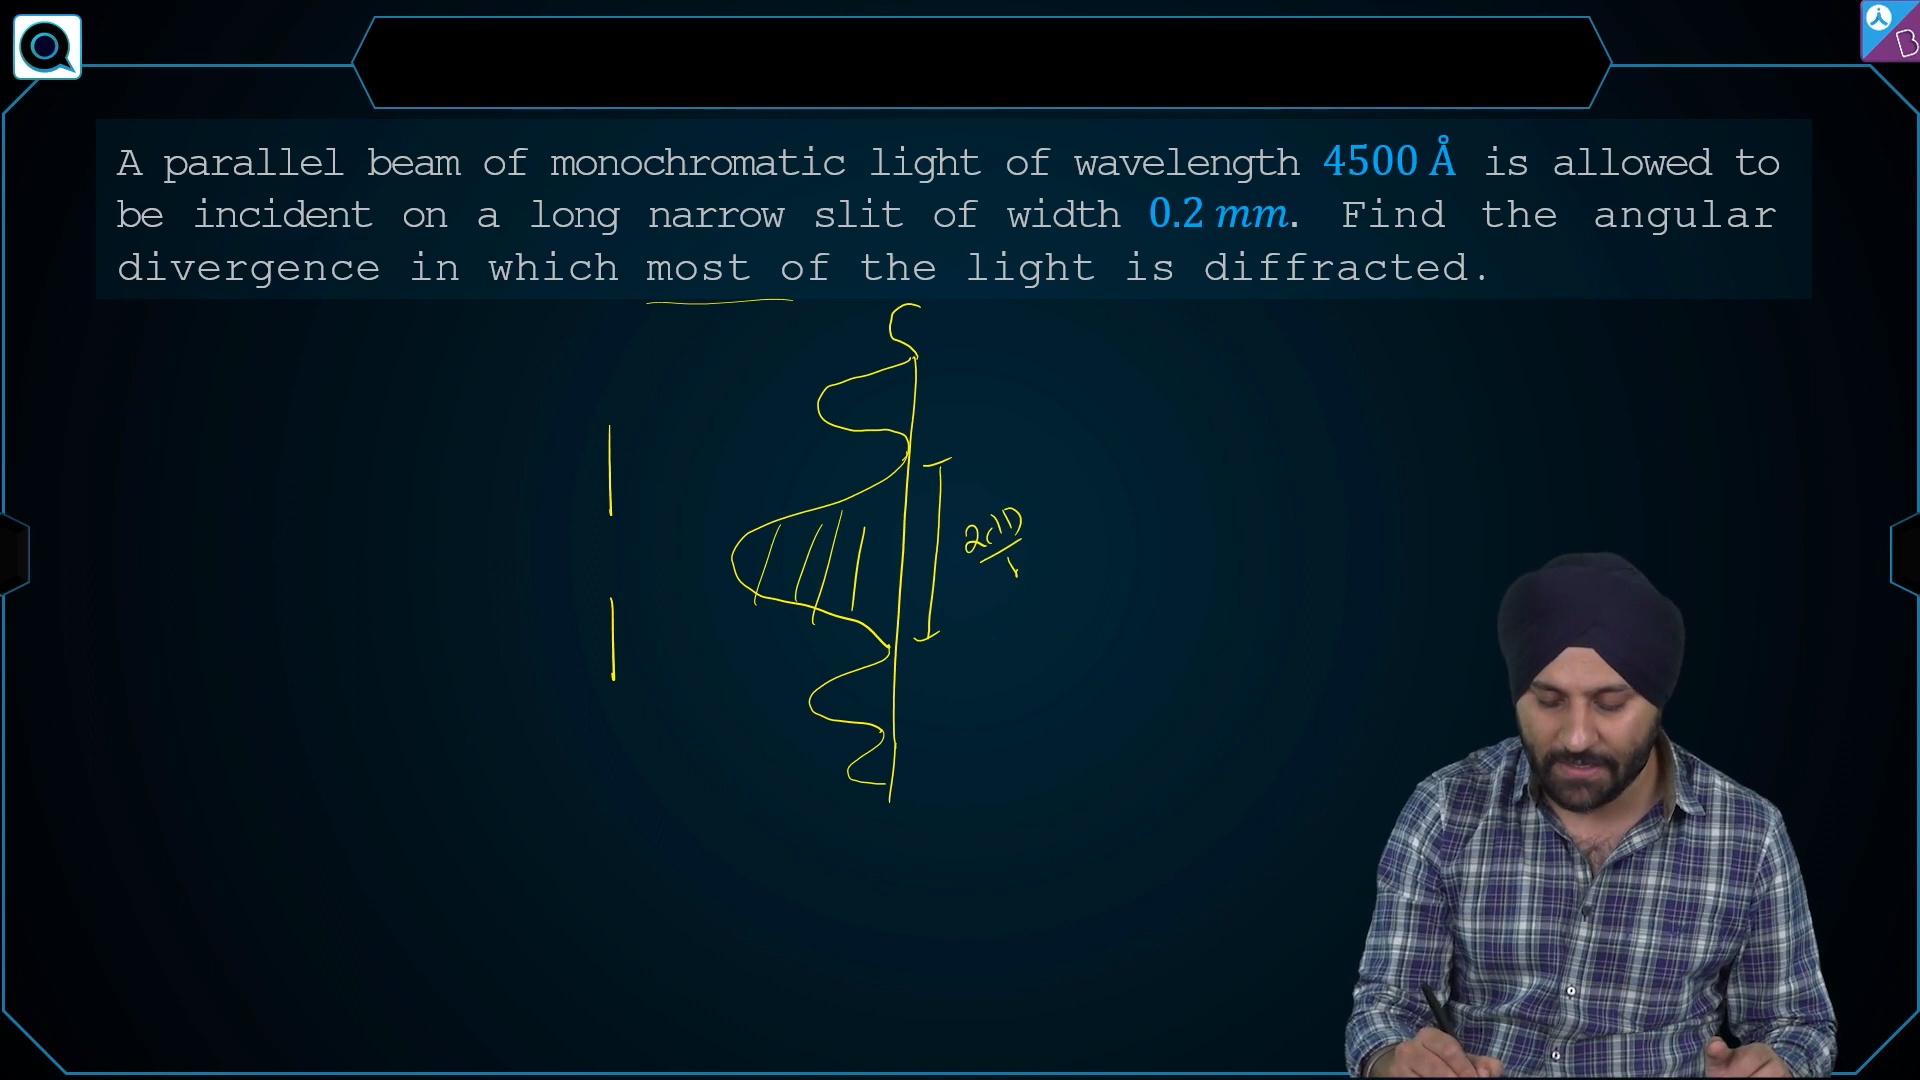 A parallel beam of monochromatic light of wavelength 4500 Å is allowed to
be incident on a long narrow slit of width 0.2 mm. Find the angular
divergence in which most of the light is diffracted.
B